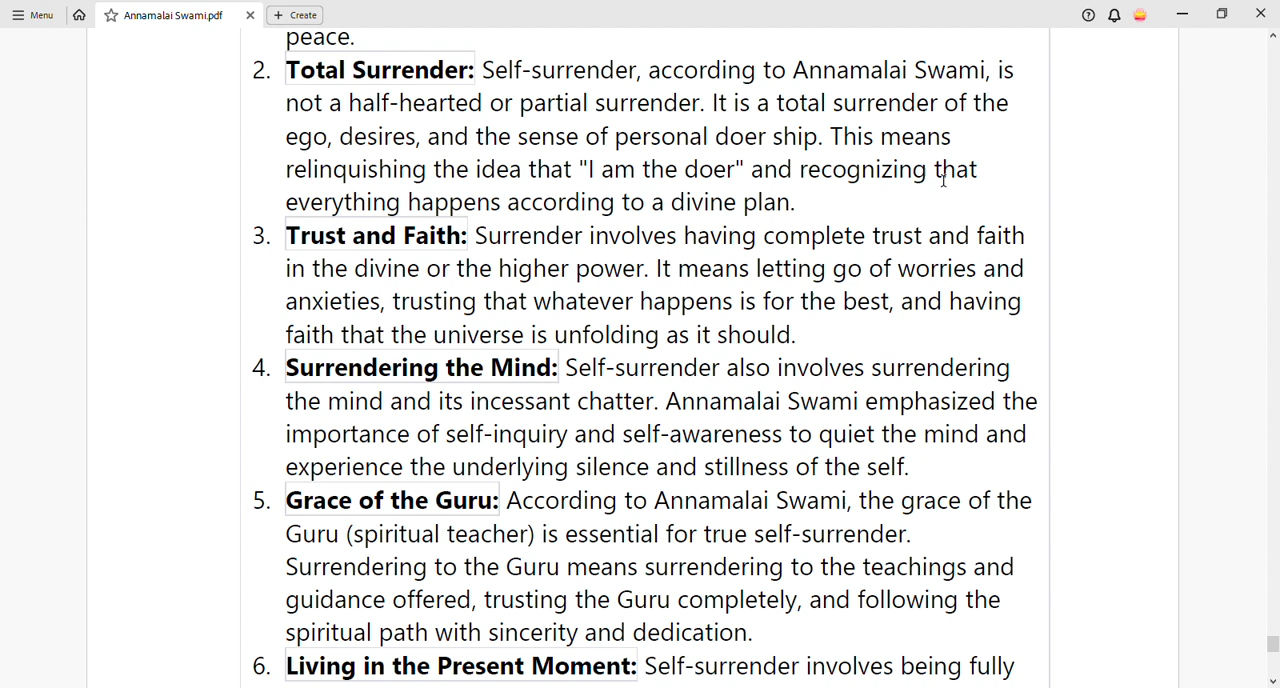 Menu
Annamalai Swami.pdf
Create
peace.
2. Total Surrender: Self-surrender, according to Annamalai Swami, is
not a half-hearted or partial surrender. It is a total surrender of the
ego, desires, and the sense of personal doer ship. This means
relinquishing the idea that "I am the doer" and recognizing that
everything happens according to a divine plan.
3. Trust and Faith: Surrender involves having complete trust and faith
in the divine or the higher power. It means letting go of worries and
anxieties, trusting that whatever happens is for the best, and having
faith that the universe is unfolding as it should.
4. Surrendering the Mind: Self-surrender also involves surrendering
the mind and its incessant chatter. Annamalai Swami emphasized the
importance of self-inquiry and self-awareness to quiet the mind and
experience the underlying silence and stillness of the self.
5. Grace of the Guru: According to Annamalai Swami, the grace of the
Guru (spiritual teacher) is essential for true self-surrender.
Surrendering to the Guru means surrendering to the teachings and
guidance offered, trusting the Guru completely, and following the
spiritual path with sincerity and dedication.
6. Living in the Present Moment: Self-surrender involves being fully